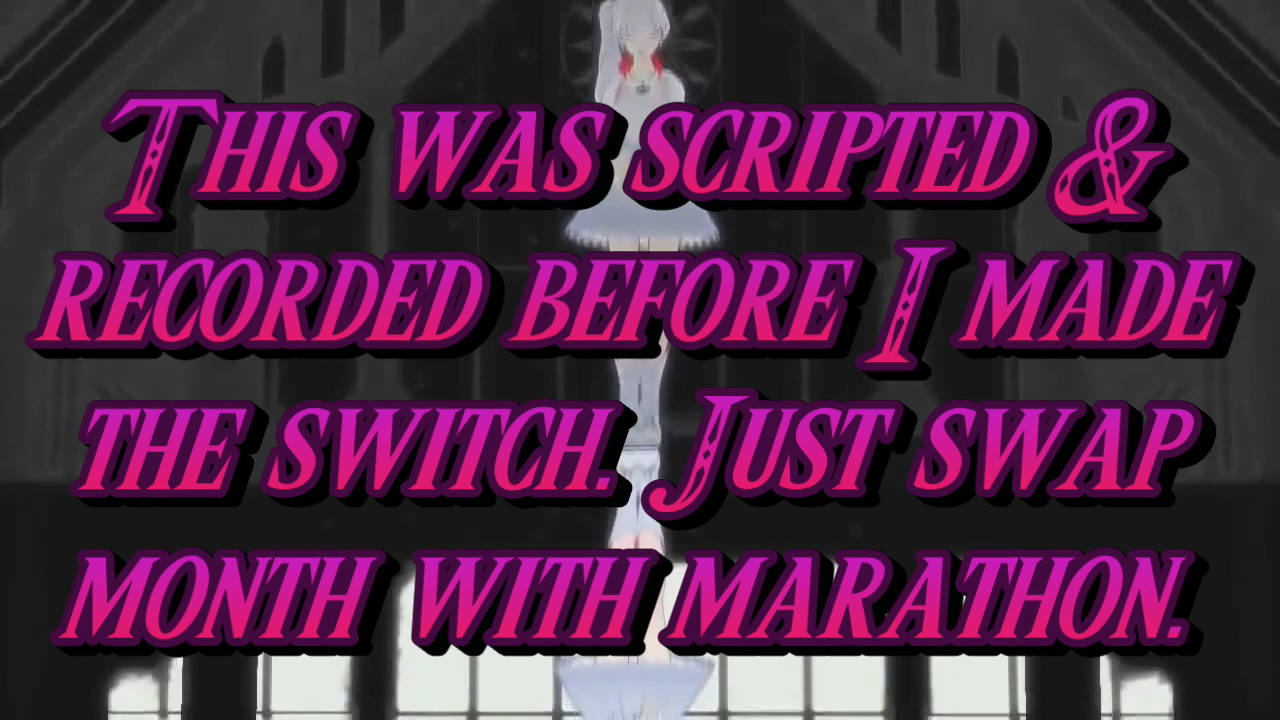 This was scripted &
recorded before I made
the switch. Just swap
month with marathon.